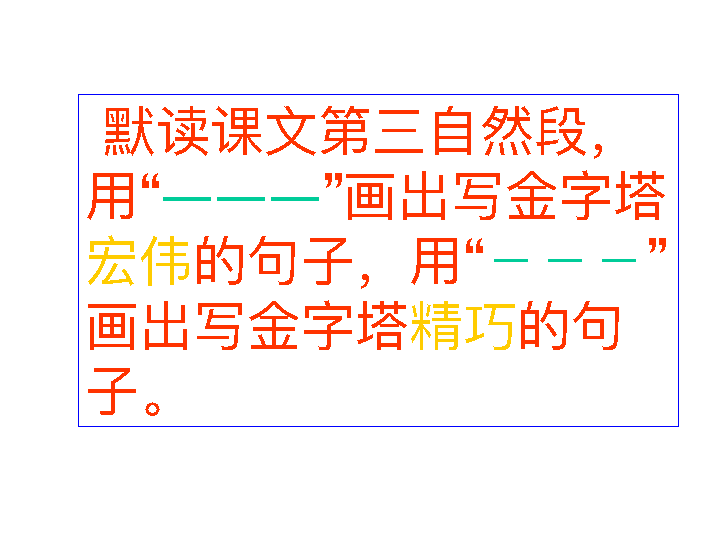 默读课文第三自然段，
用“———”画出写金字塔
宏伟的句子，用“－－－”
画出写金字塔精巧的句
子。